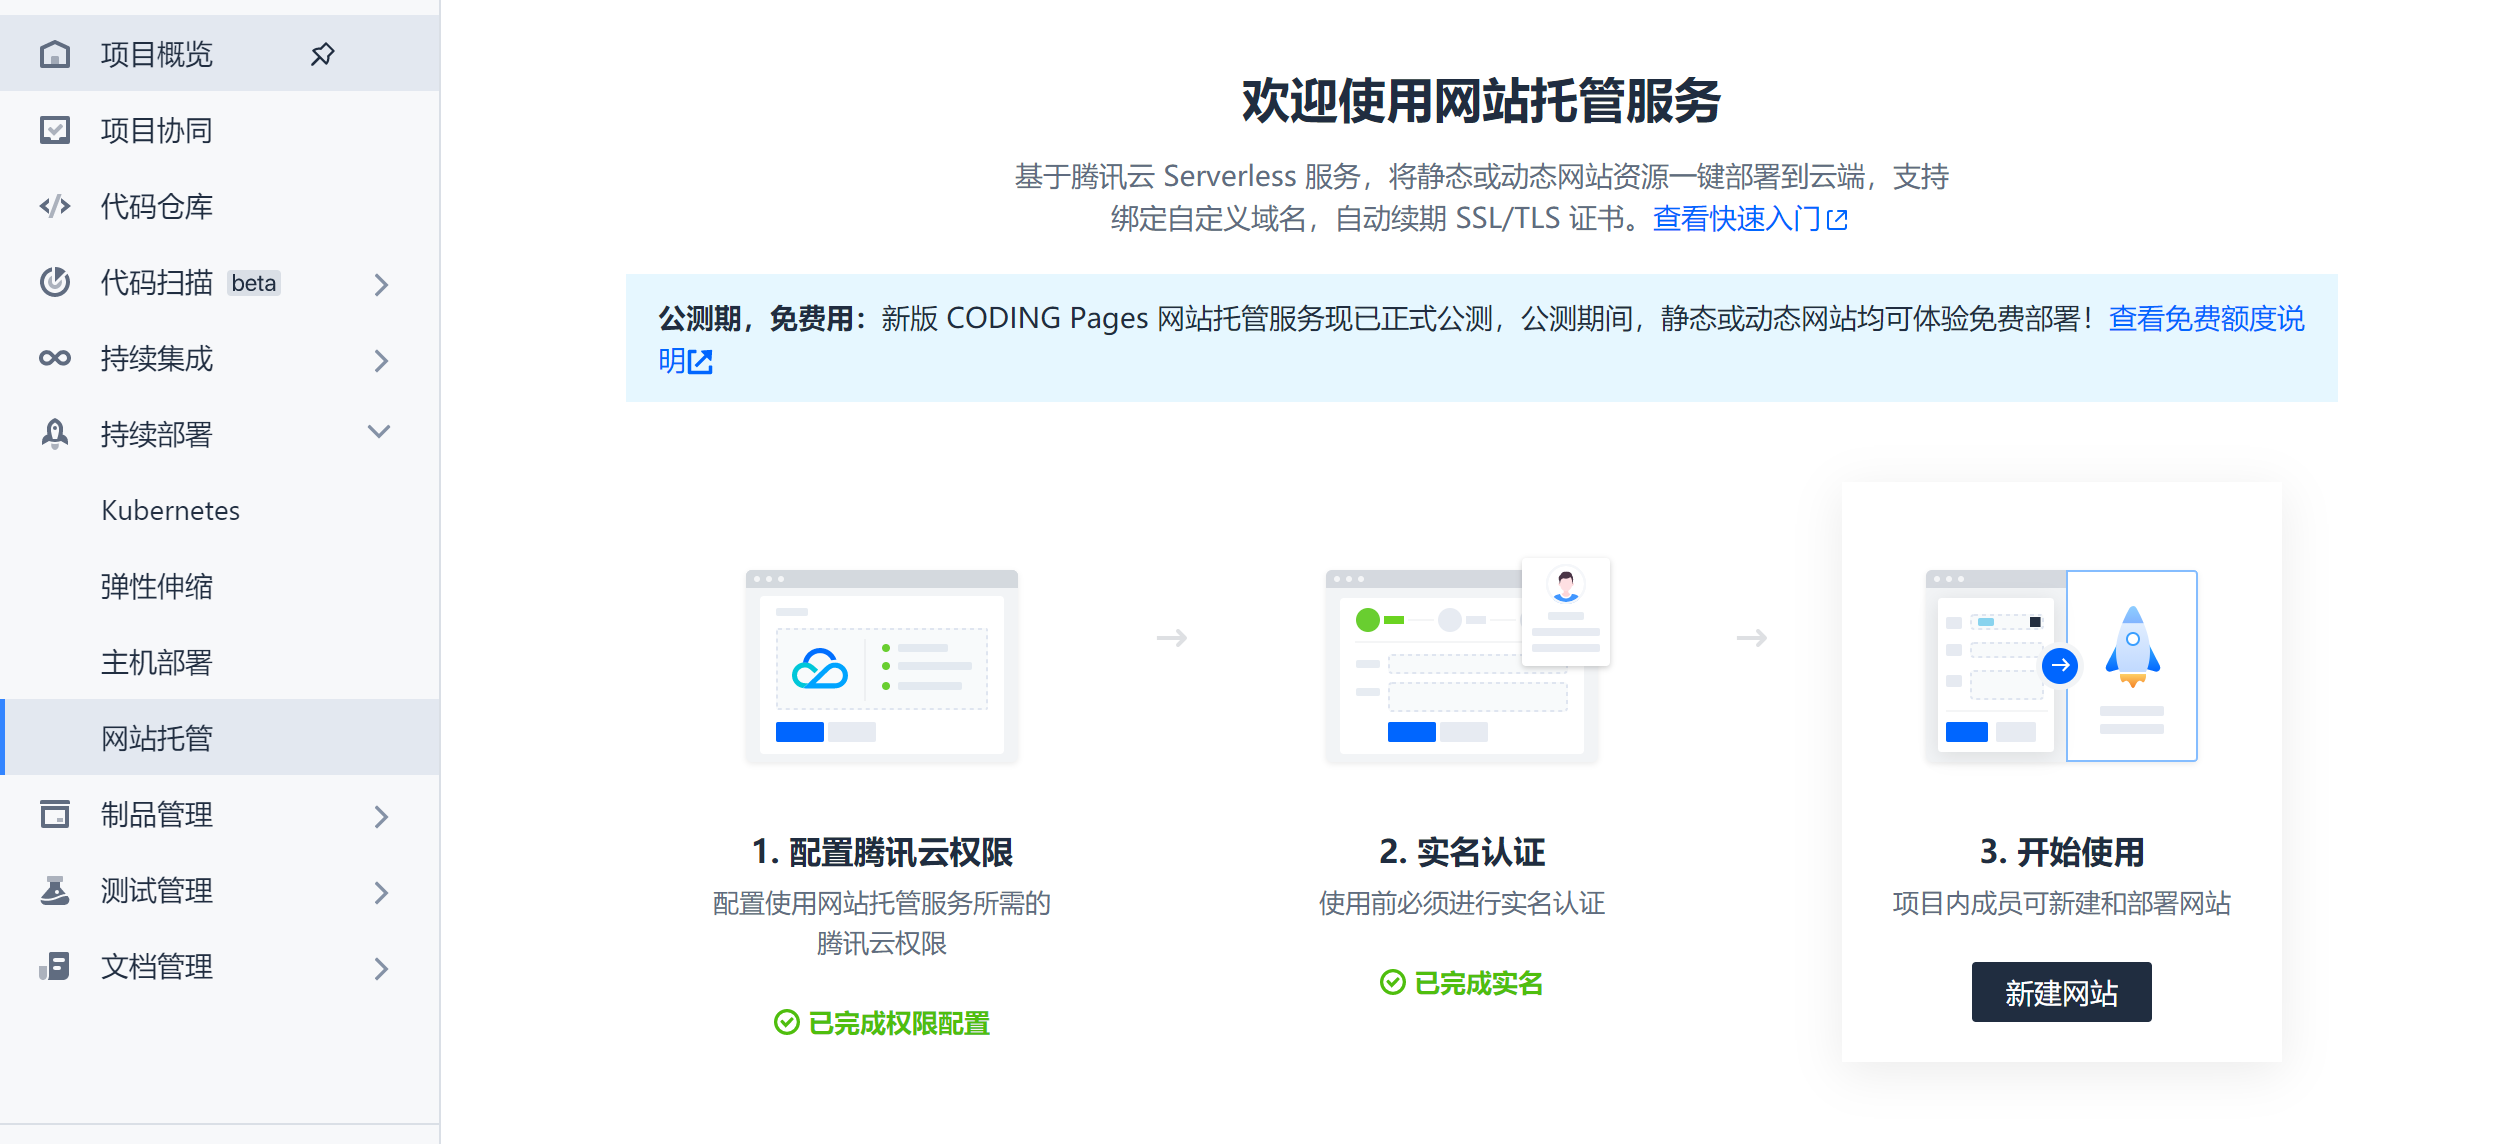 项目概览
项目协同
代码仓库
代码扫描 beta
持续集成
持续部署
Kubernetes
弹性伸缩
主机部署
网站托管
制品管理
测试管理
文档管理
欢迎使用网站托管服务
基于腾讯云 Serverless 服务，将静态或动态网站资源一键部署到云端，支持
绑定自定义域名，自动续期 SSL/TLS 证书。查看快速入门
公测期，免费用：新版 CODING Pages 网站托管服务现已正式公测，公测期间，静态或动态网站均可体验免费部署！查看免费额度说
明
1. 配置腾讯云权限
配置使用网站托管服务所需的
腾讯云权限
已完成权限配置
2. 实名认证
使用前必须进行实名认证
已完成实名
3. 开始使用
项目内成员可新建和部署网站
新建网站